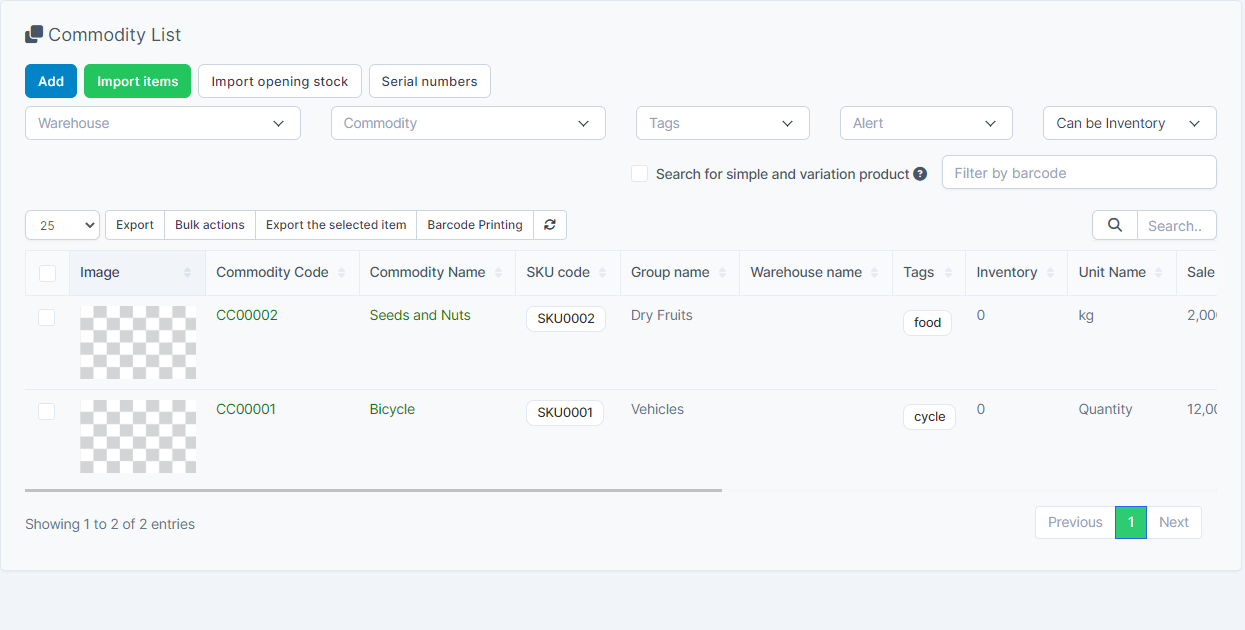 Commodity List
Add Import items Import opening stock Serial numbers
Warehouse Commodity Tags Alert Can be Inventory
Search for simple and variation product ? Filter by barcode
25 Export Bulk actions Export the selected item Barcode Printing Search..
Image Commodity Code Commodity Name SKU code Group name Warehouse name Tags Inventory Unit Name Sale
CC00002 Seeds and Nuts SKU0002 Dry Fruits food 0 kg 2,000
CC00001 Bicycle SKU0001 Vehicles cycle 0 Quantity 12,00
Showing 1 to 2 of 2 entries Previous 1 Next